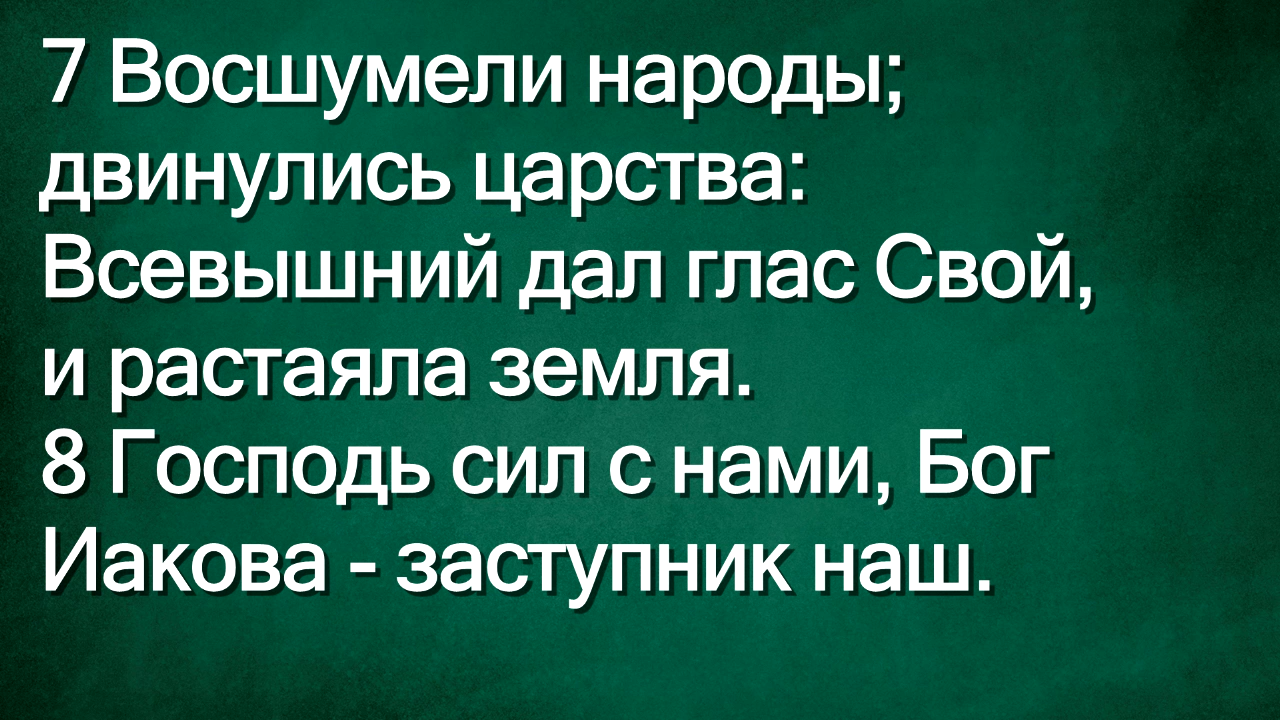 7 Восшумели народы;
двинулись царства:
Всевышний дал глас Свой,
и растаяла земля.
8 Господь сил с нами, Бог
Иакова - заступник наш.